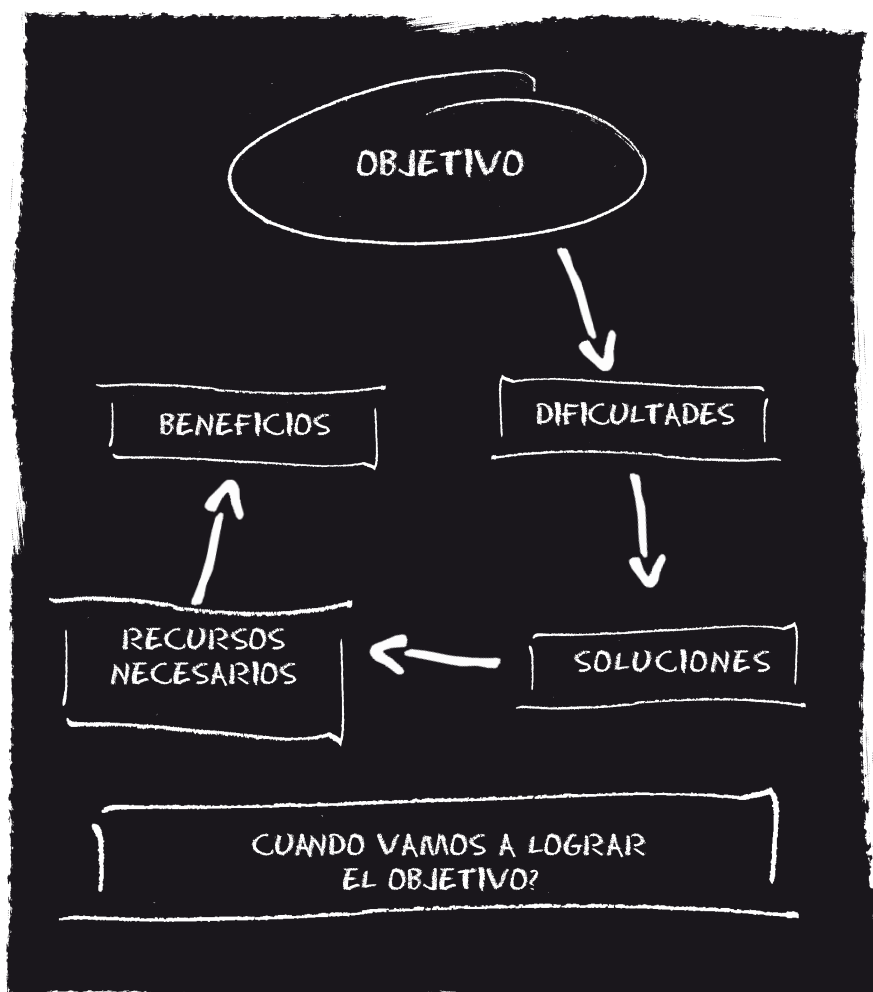 OBJETIVO
BENEFICIOS
DIFICULTADES
RECURSOS
NECESARIOS
SOLUCIONES
CUANDO VAMOS A LOGRAR
EL OBJETIVO?